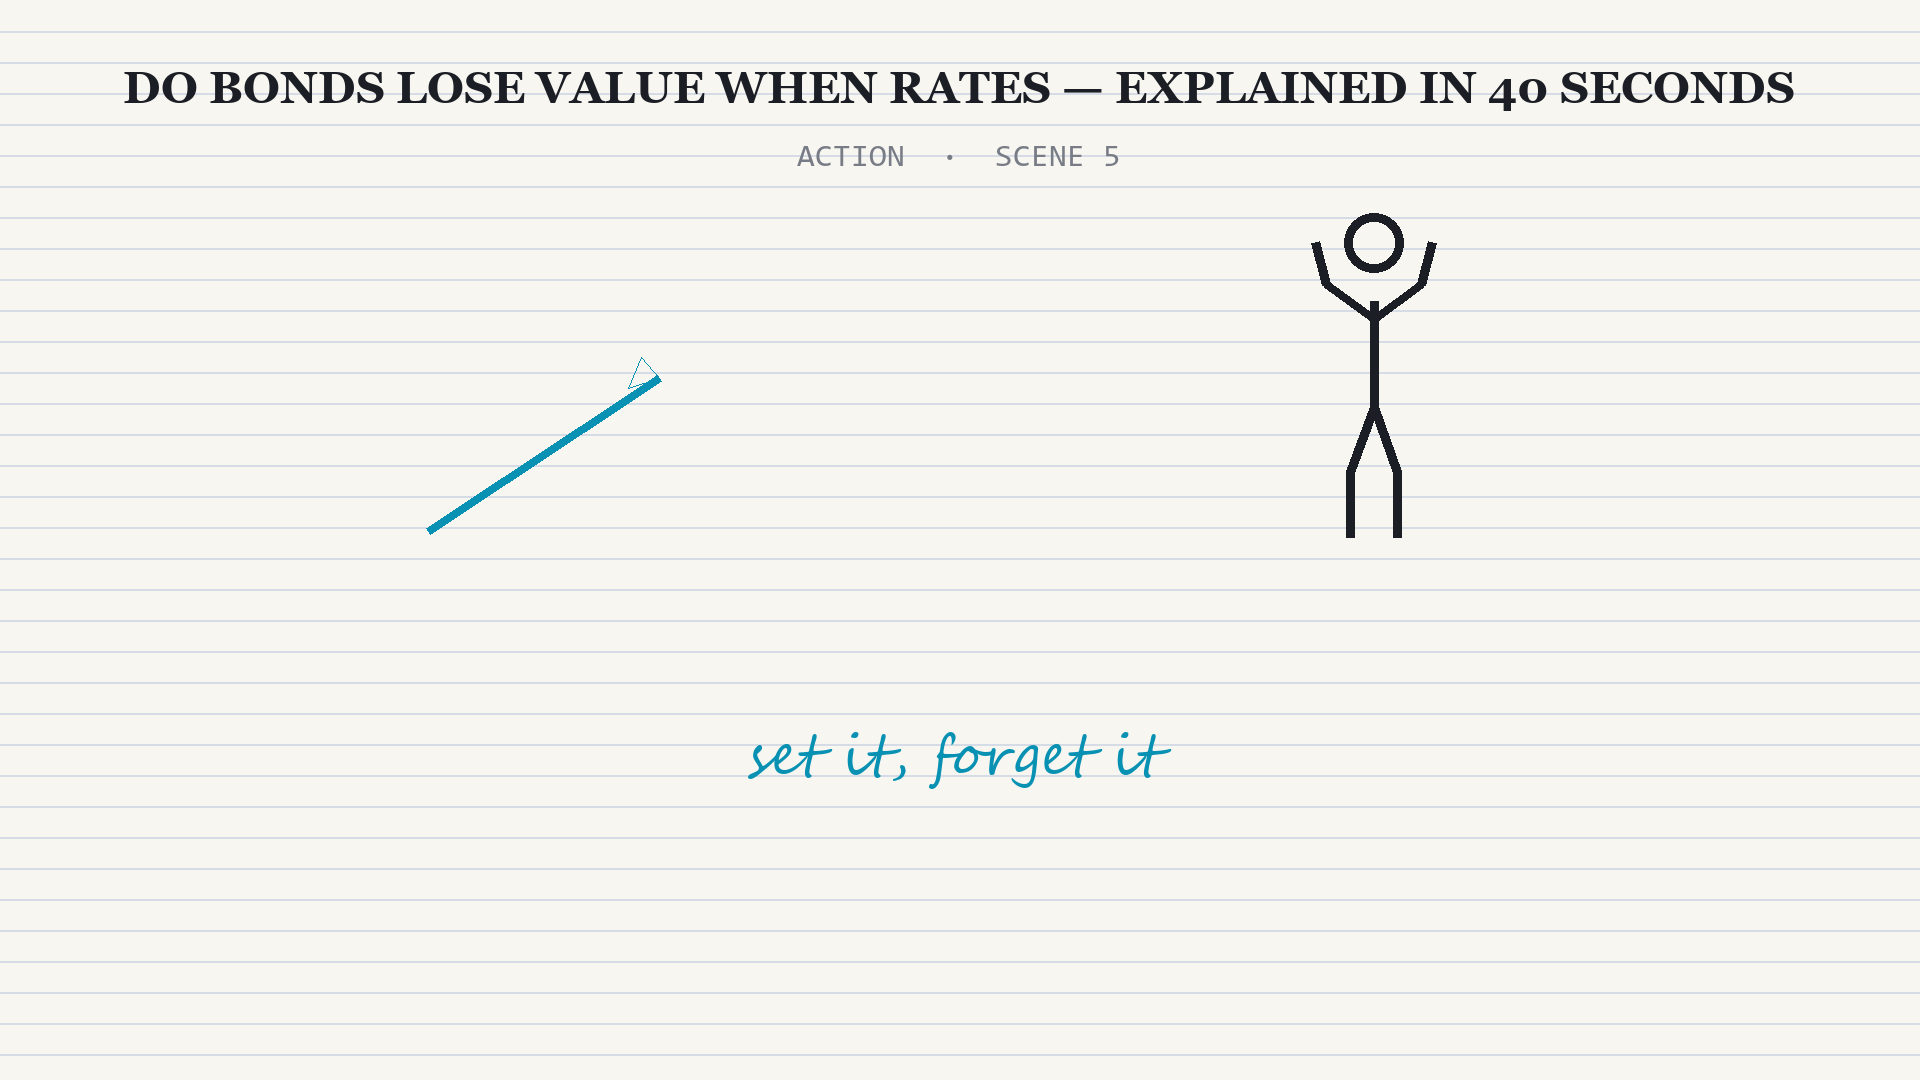 DO BONDS LOSE VALUE WHEN RATES — EXPLAINED IN 40 SECONDS
ACTION · SCENE 5
set it, forget it